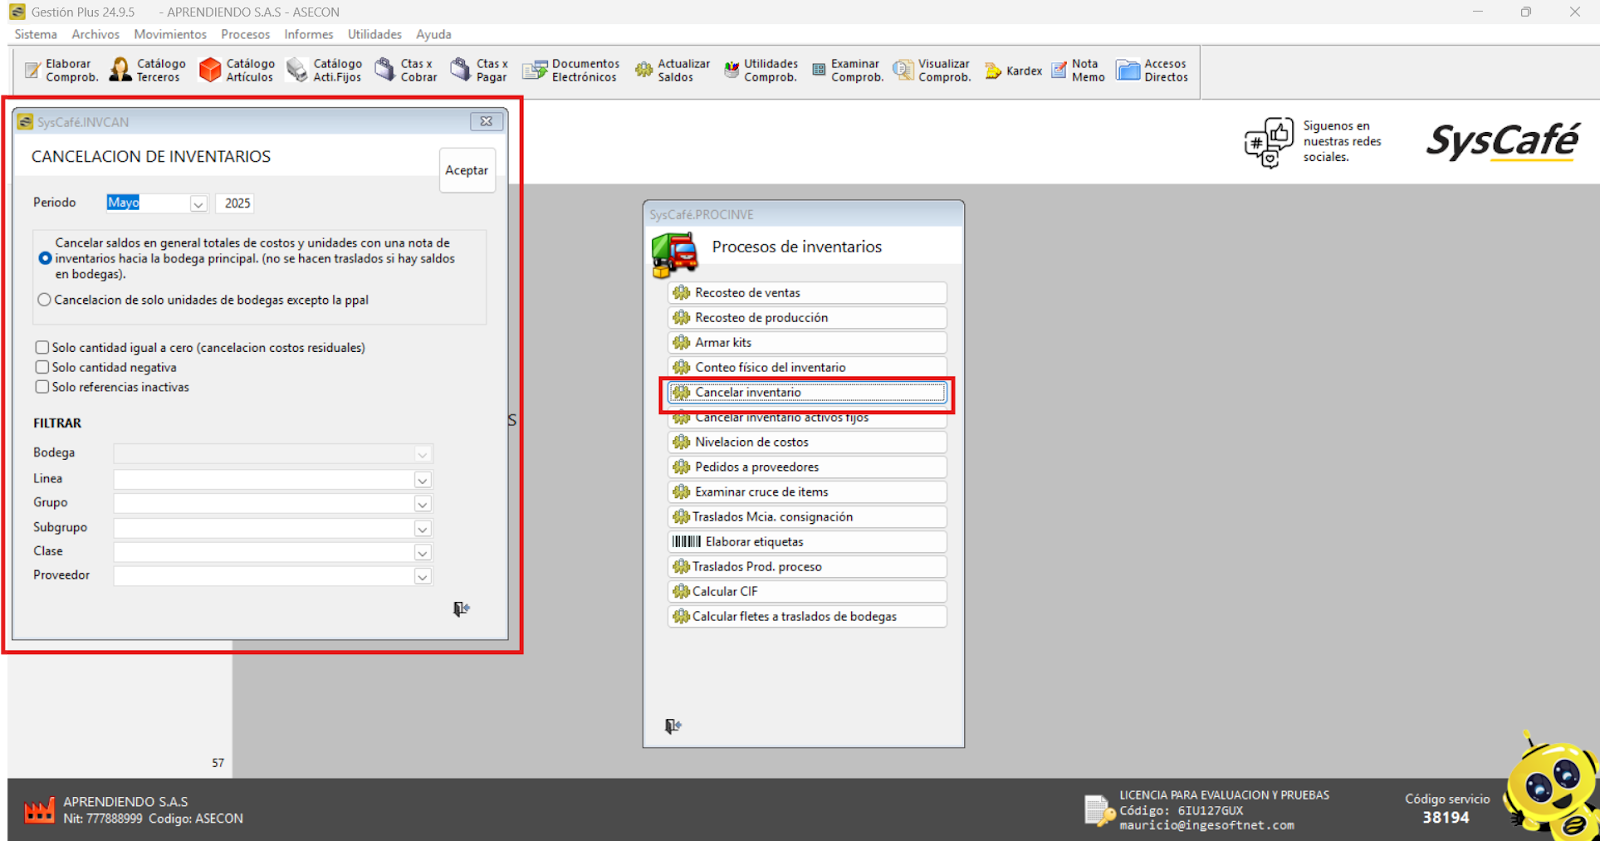 Gestión Plus 24.9.5 - APRENDIENDO S.A.S - ASECON
Sistema Archivos Movimientos Procesos Informes Utilidades Ayuda
Elaborar Comprob.
Catálogo Terceros
Catálogo Artículos
Catálogo Acti.Fijos
Ctas x Cobrar
Ctas x Pagar
Documentos Electrónicos
Actualizar Saldos
Utilidades Comprob.
Examinar Comprob.
Visualizar Comprob.
Kardex
Nota Memo
Accesos Directos
SysCafé.INVCAN
CANCELACION DE INVENTARIOS
Aceptar
Periodo Mayo 2025
Cancelar saldos en general totales de costos y unidades con una nota de
inventarios hacia la bodega principal. (no se hacen traslados si hay saldos
en bodegas).
Cancelacion de solo unidades de bodegas excepto la ppal
Solo cantidad igual a cero (cancelacion costos residuales)
Solo cantidad negativa
Solo referencias inactivas
FILTRAR
Bodega
Linea
Grupo
Subgrupo
Clase
Proveedor
S
57
Siguenos en
nuestras redes
sociales.
SysCafé
SysCafé.PROCINVE
Procesos de inventarios
Recosteo de ventas
Recosteo de producción
Armar kits
Conteo físico del inventario
Cancelar inventario
Cancelar inventario activos fijos
Nivelacion de costos
Pedidos a proveedores
Examinar cruce de items
Traslados Mcia. consignación
Elaborar etiquetas
Traslados Prod. proceso
Calcular CIF
Calcular fletes a traslados de bodegas
APRENDIENDO S.A.S
Nit: 777888999 Codigo: ASECON
LICENCIA PARA EVALUACION Y PRUEBAS
Código: 6IU127GUX
mauricio@ingesoftnet.com
Código servicio
38194